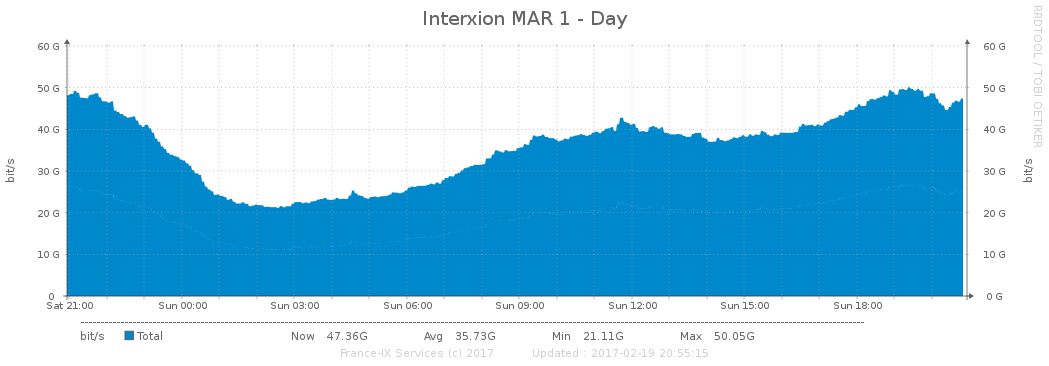 Interxion MAR 1 - Day
RRDTOOL / TOBI OETIKER
60 G 60 G
50 G 50 G
40 G 40 G
30 G 30 G
20 G 20 G
10 G 10 G
0 0 G
bit/s bit/s
Sat 21:00 Sun 00:00 Sun 03:00 Sun 06:00 Sun 09:00 Sun 12:00 Sun 15:00 Sun 18:00
bit/s Total Now 47.36G Avg 35.73G Min 21.11G Max 50.05G
France-IX Services (c) 2017 Updated : 2017-02-19 20:55:15